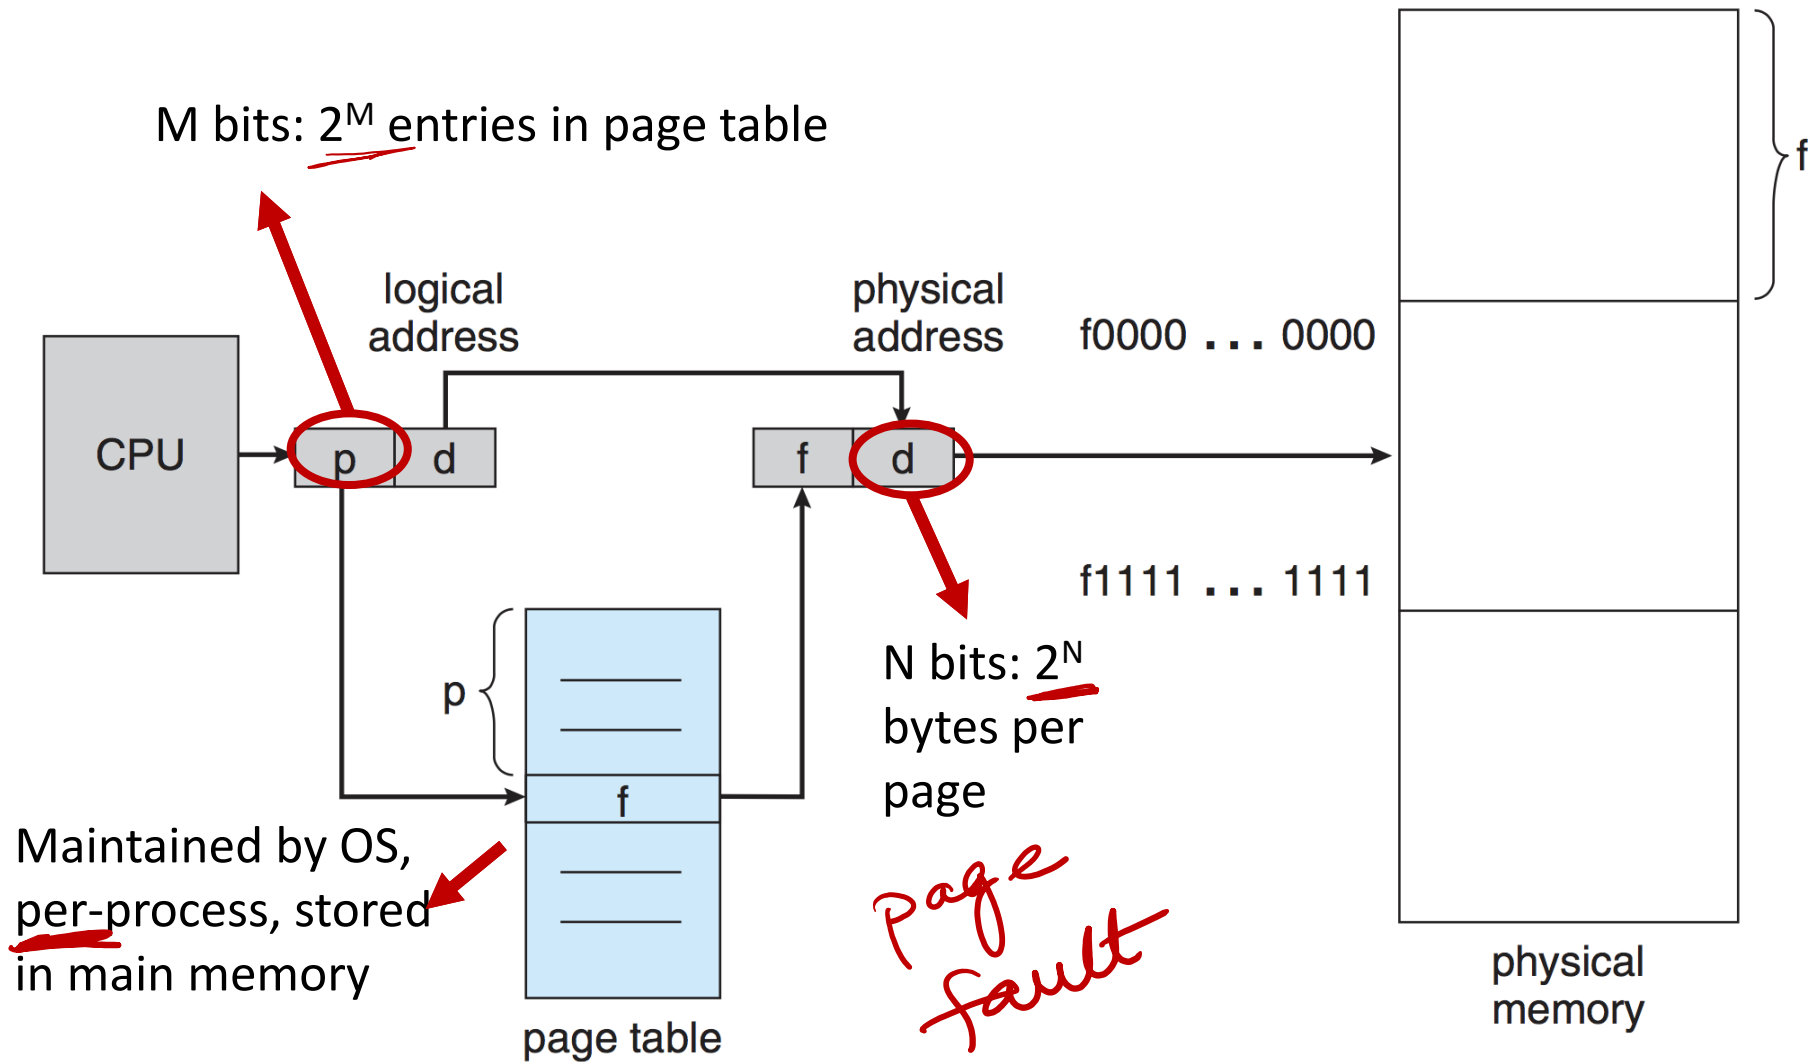 M bits: 2^M entries in page table
f
logical
address
physical
address
f0000 ... 0000
CPU
p
d
f
d
f1111 ... 1111
N bits: 2^N
bytes per
page
p
f
Maintained by OS,
per-process, stored
in main memory
page
fault
physical
memory
page table